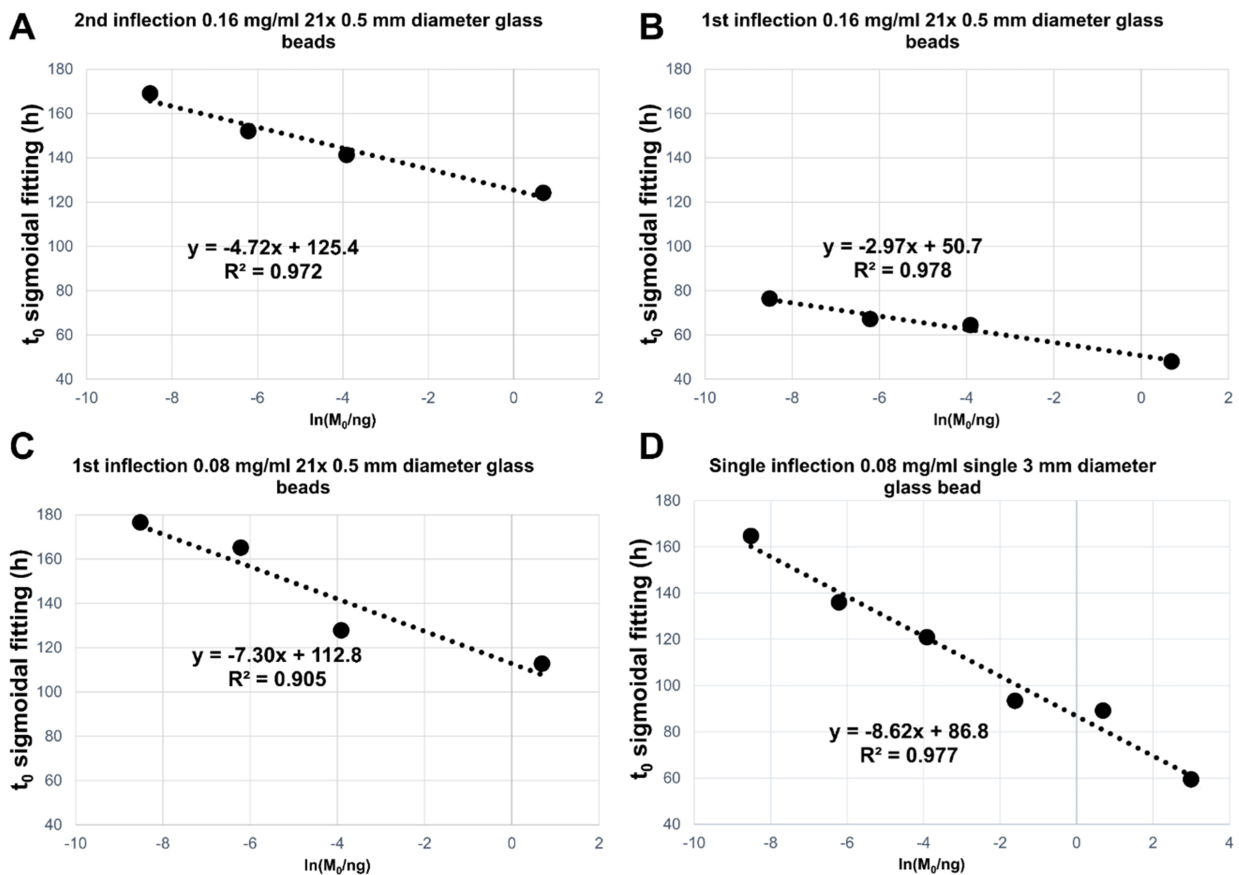 A
2nd inflection 0.16 mg/ml 21x 0.5 mm diameter glass
beads
t₀ sigmoidal fitting (h)
180
160
140
120
100
80
60
40
y = -4.72x + 125.4
R² = 0.972
-10 -8 -6 -4 -2 0 2
ln(M₀/ng)
B
1st inflection 0.16 mg/ml 21x 0.5 mm diameter glass
beads
t₀ sigmoidal fitting (h)
180
160
140
120
100
80
60
40
y = -2.97x + 50.7
R² = 0.978
-10 -8 -6 -4 -2 0 2
ln(M₀/ng)
C
1st inflection 0.08 mg/ml 21x 0.5 mm diameter glass
beads
t₀ sigmoidal fitting (h)
180
160
140
120
100
80
60
40
y = -7.30x + 112.8
R² = 0.905
-10 -8 -6 -4 -2 0 2
ln(M₀/ng)
D
Single inflection 0.08 mg/ml single 3 mm diameter
glass bead
t₀ sigmoidal fitting (h)
180
160
140
120
100
80
60
40
y = -8.62x + 86.8
R² = 0.977
-10 -8 -6 -4 -2 0 2 4
ln(M₀/ng)